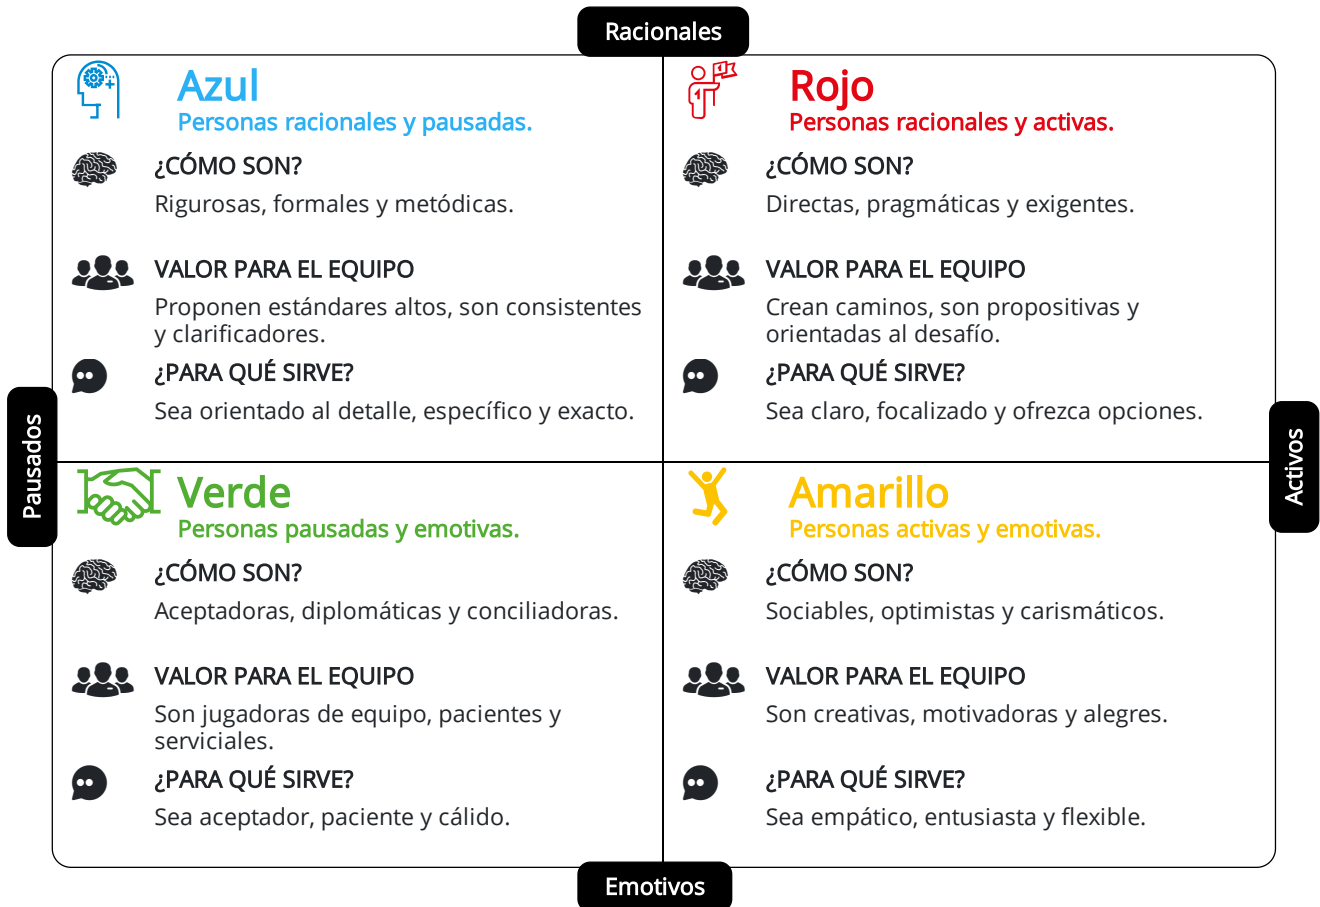 Racionales
Azul
Personas racionales y pausadas.
¿CÓMO SON?
Rigurosas, formales y metódicas.
VALOR PARA EL EQUIPO
Proponen estándares altos, son consistentes
y clarificadores.
¿PARA QUÉ SIRVE?
Sea orientado al detalle, específico y exacto.
Rojo
Personas racionales y activas.
¿CÓMO SON?
Directas, pragmáticas y exigentes.
VALOR PARA EL EQUIPO
Crean caminos, son propositivas y
orientadas al desafío.
¿PARA QUÉ SIRVE?
Sea claro, focalizado y ofrezca opciones.
Pausados
Activos
Verde
Personas pausadas y emotivas.
¿CÓMO SON?
Aceptadoras, diplomáticas y conciliadoras.
VALOR PARA EL EQUIPO
Son jugadoras de equipo, pacientes y
serviciales.
¿PARA QUÉ SIRVE?
Sea aceptador, paciente y cálido.
Amarillo
Personas activas y emotivas.
¿CÓMO SON?
Sociables, optimistas y carismáticos.
VALOR PARA EL EQUIPO
Son creativas, motivadoras y alegres.
¿PARA QUÉ SIRVE?
Sea empático, entusiasta y flexible.
Emotivos